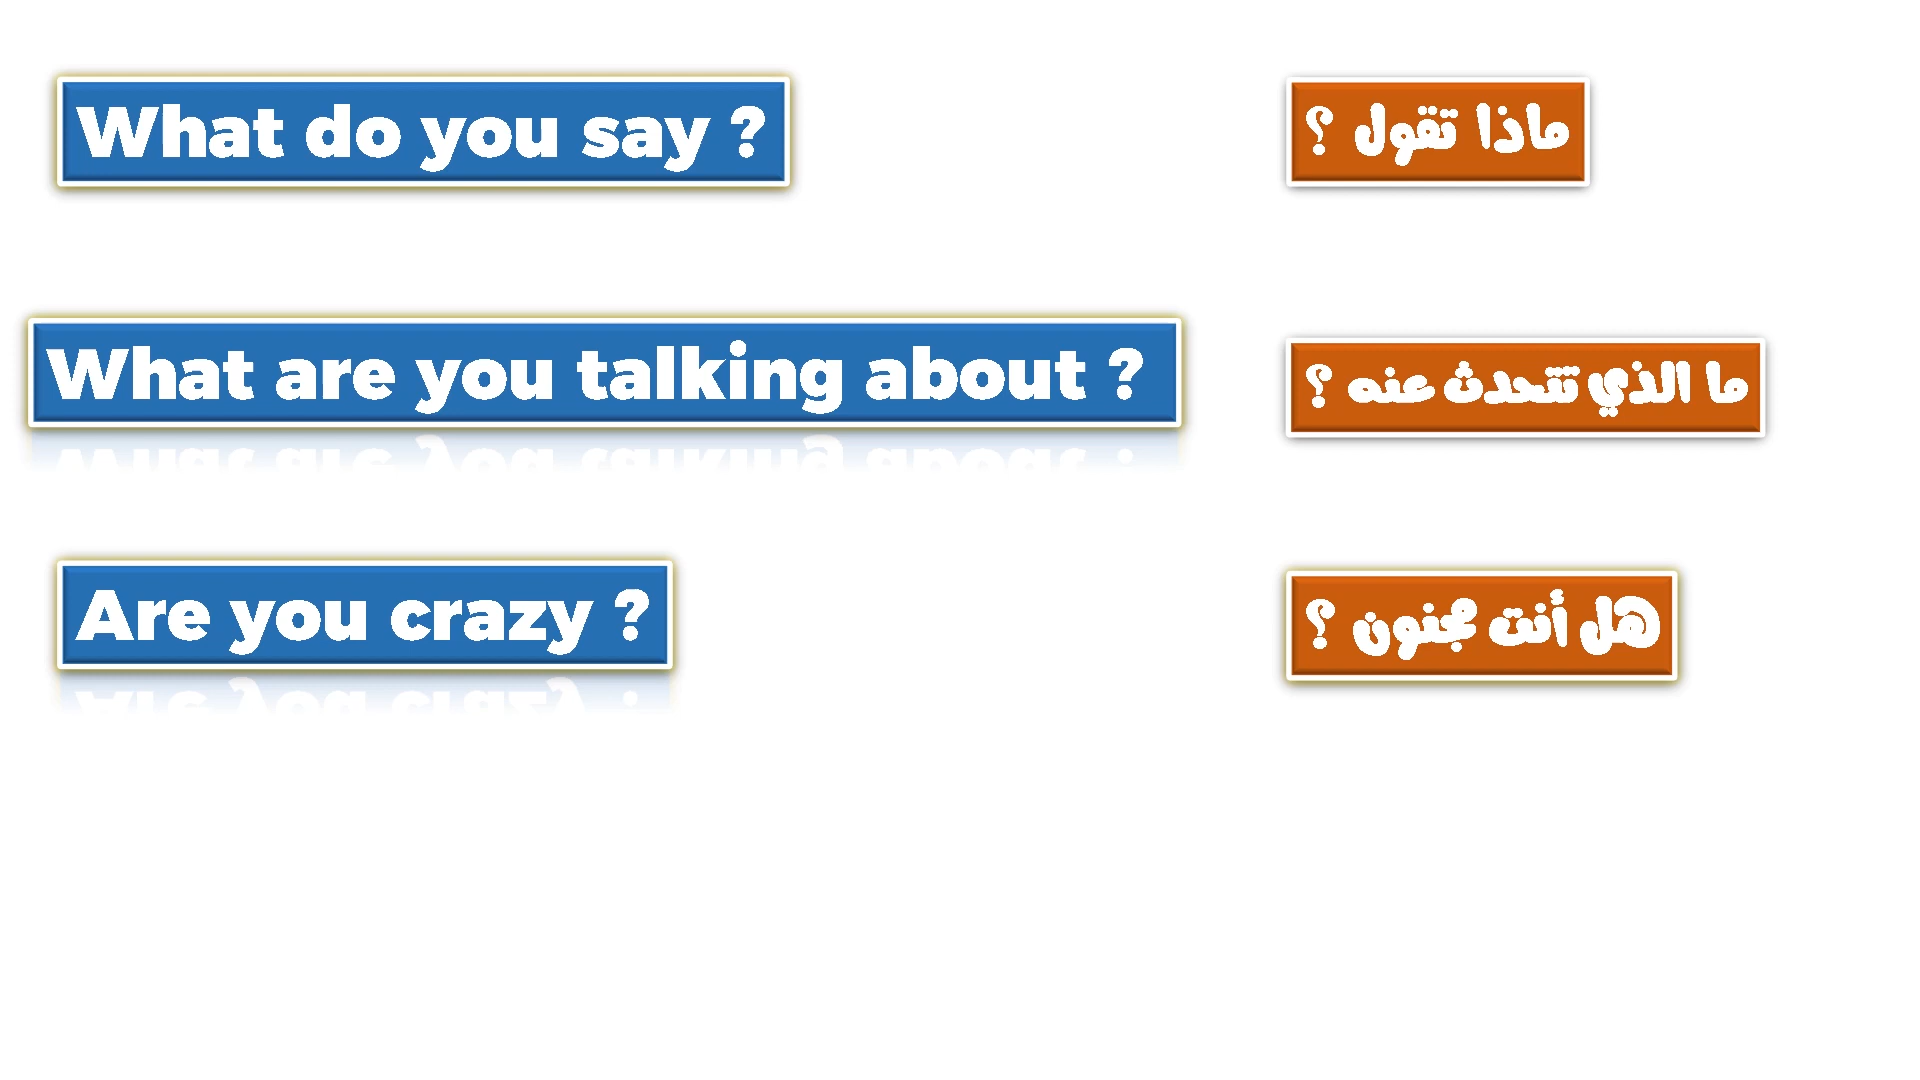 What do you say ?
ماذا تقول ؟
What are you talking about ?
ما الذي تتحدث عنه ؟
Are you crazy ?
هل أنت مجنون ؟